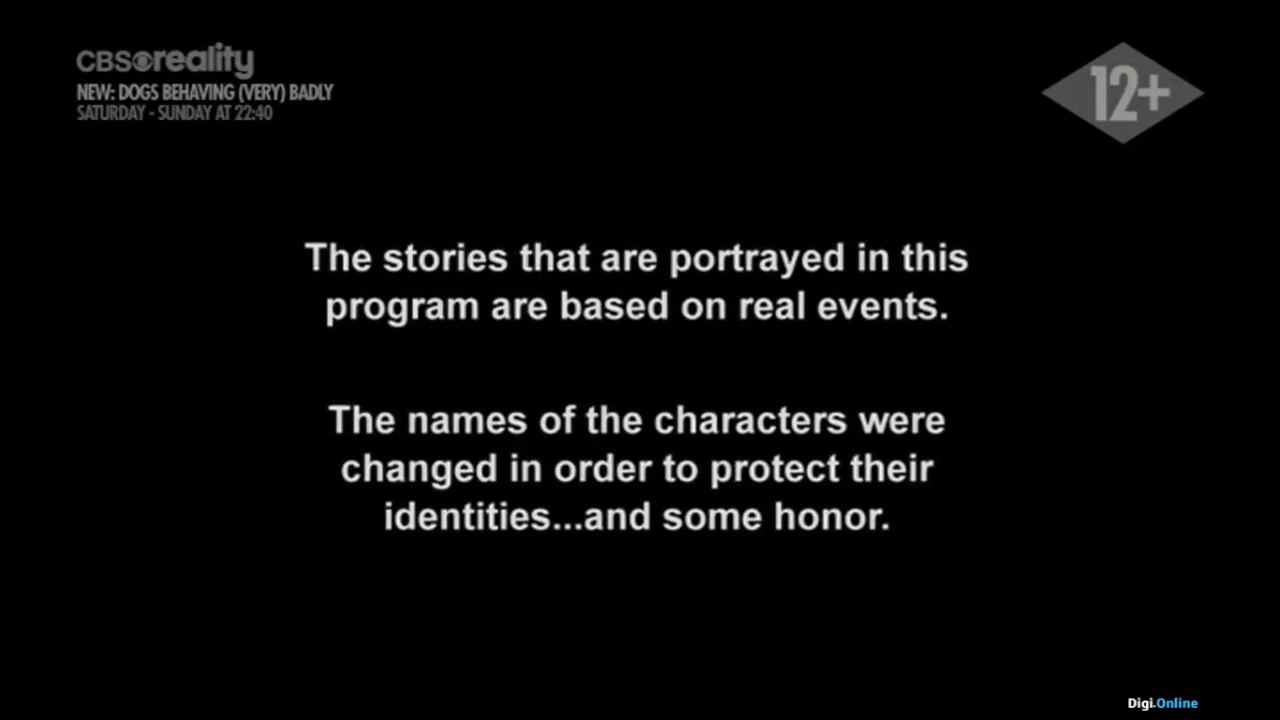 CBS reality
NEW: DOGS BEHAVING (VERY) BADLY
SATURDAY - SUNDAY AT 22:40
12+
The stories that are portrayed in this
program are based on real events.
The names of the characters were
changed in order to protect their
identities...and some honor.
Digi.Online